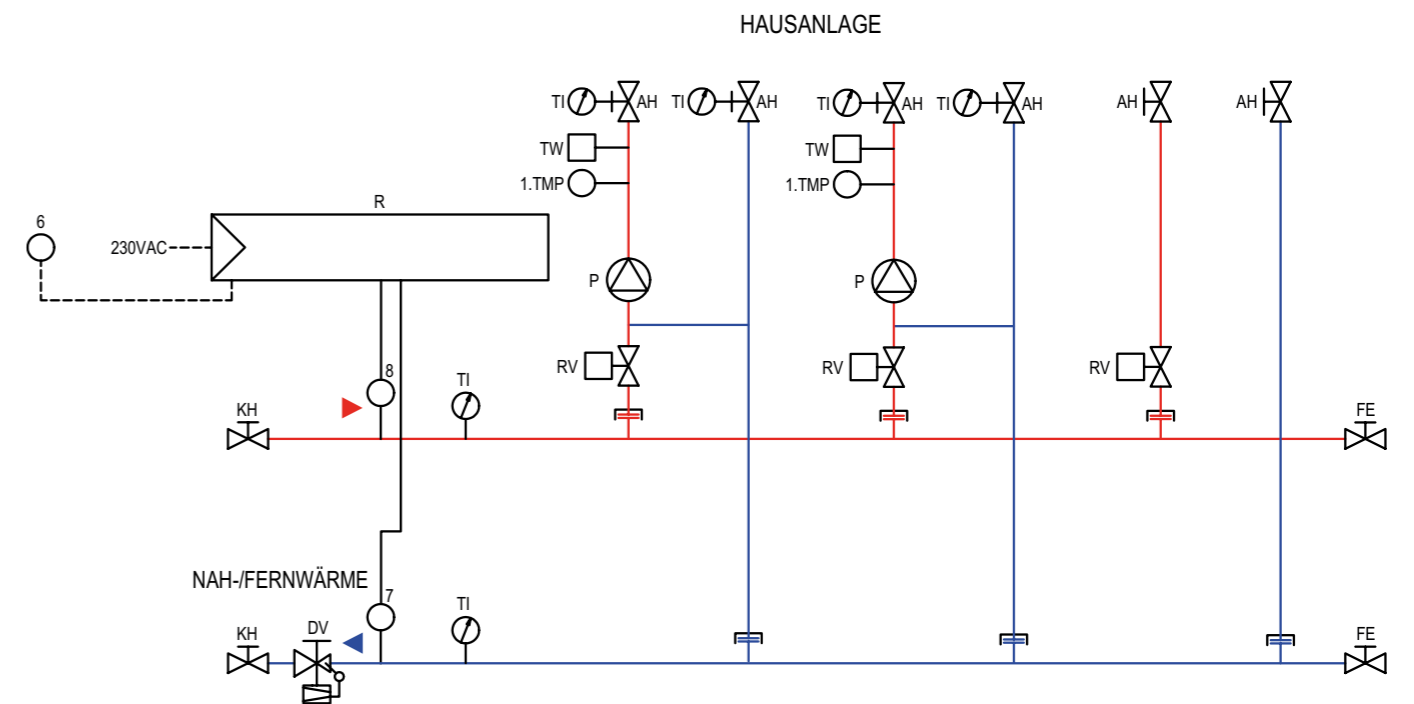 HAUSANLAGE
TI AH TI AH TI AH TI AH AH AH
TW TW
1.TMP 1.TMP
R
6
230VAC
P P
RV RV RV
8
TI
KH FE
NAH-/FERNWÄRME
7
TI
KH DV FE